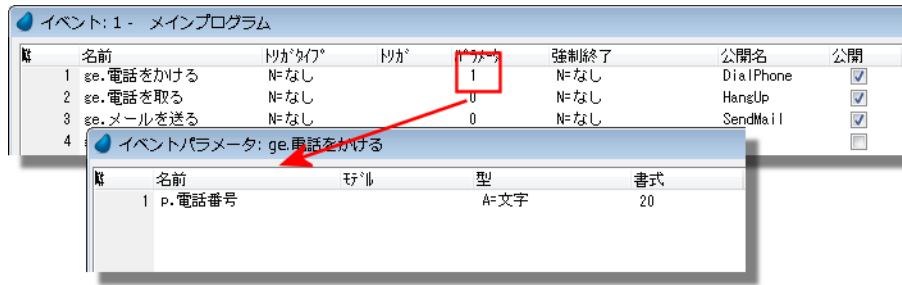 イベント: 1 - メインプログラム
名前 トリガタイプ トリガ パラメータ 強制終了 公開名 公開
1 ge.電話をかける N=なし 1 N=なし DialPhone
2 ge.電話を取る N=なし 0 N=なし HangUp
3 ge.メールを送る N=なし 0 N=なし SendMail
4
イベントパラメータ: ge.電話をかける
名前 モデル 型 書式
1 p.電話番号 A=文字 20